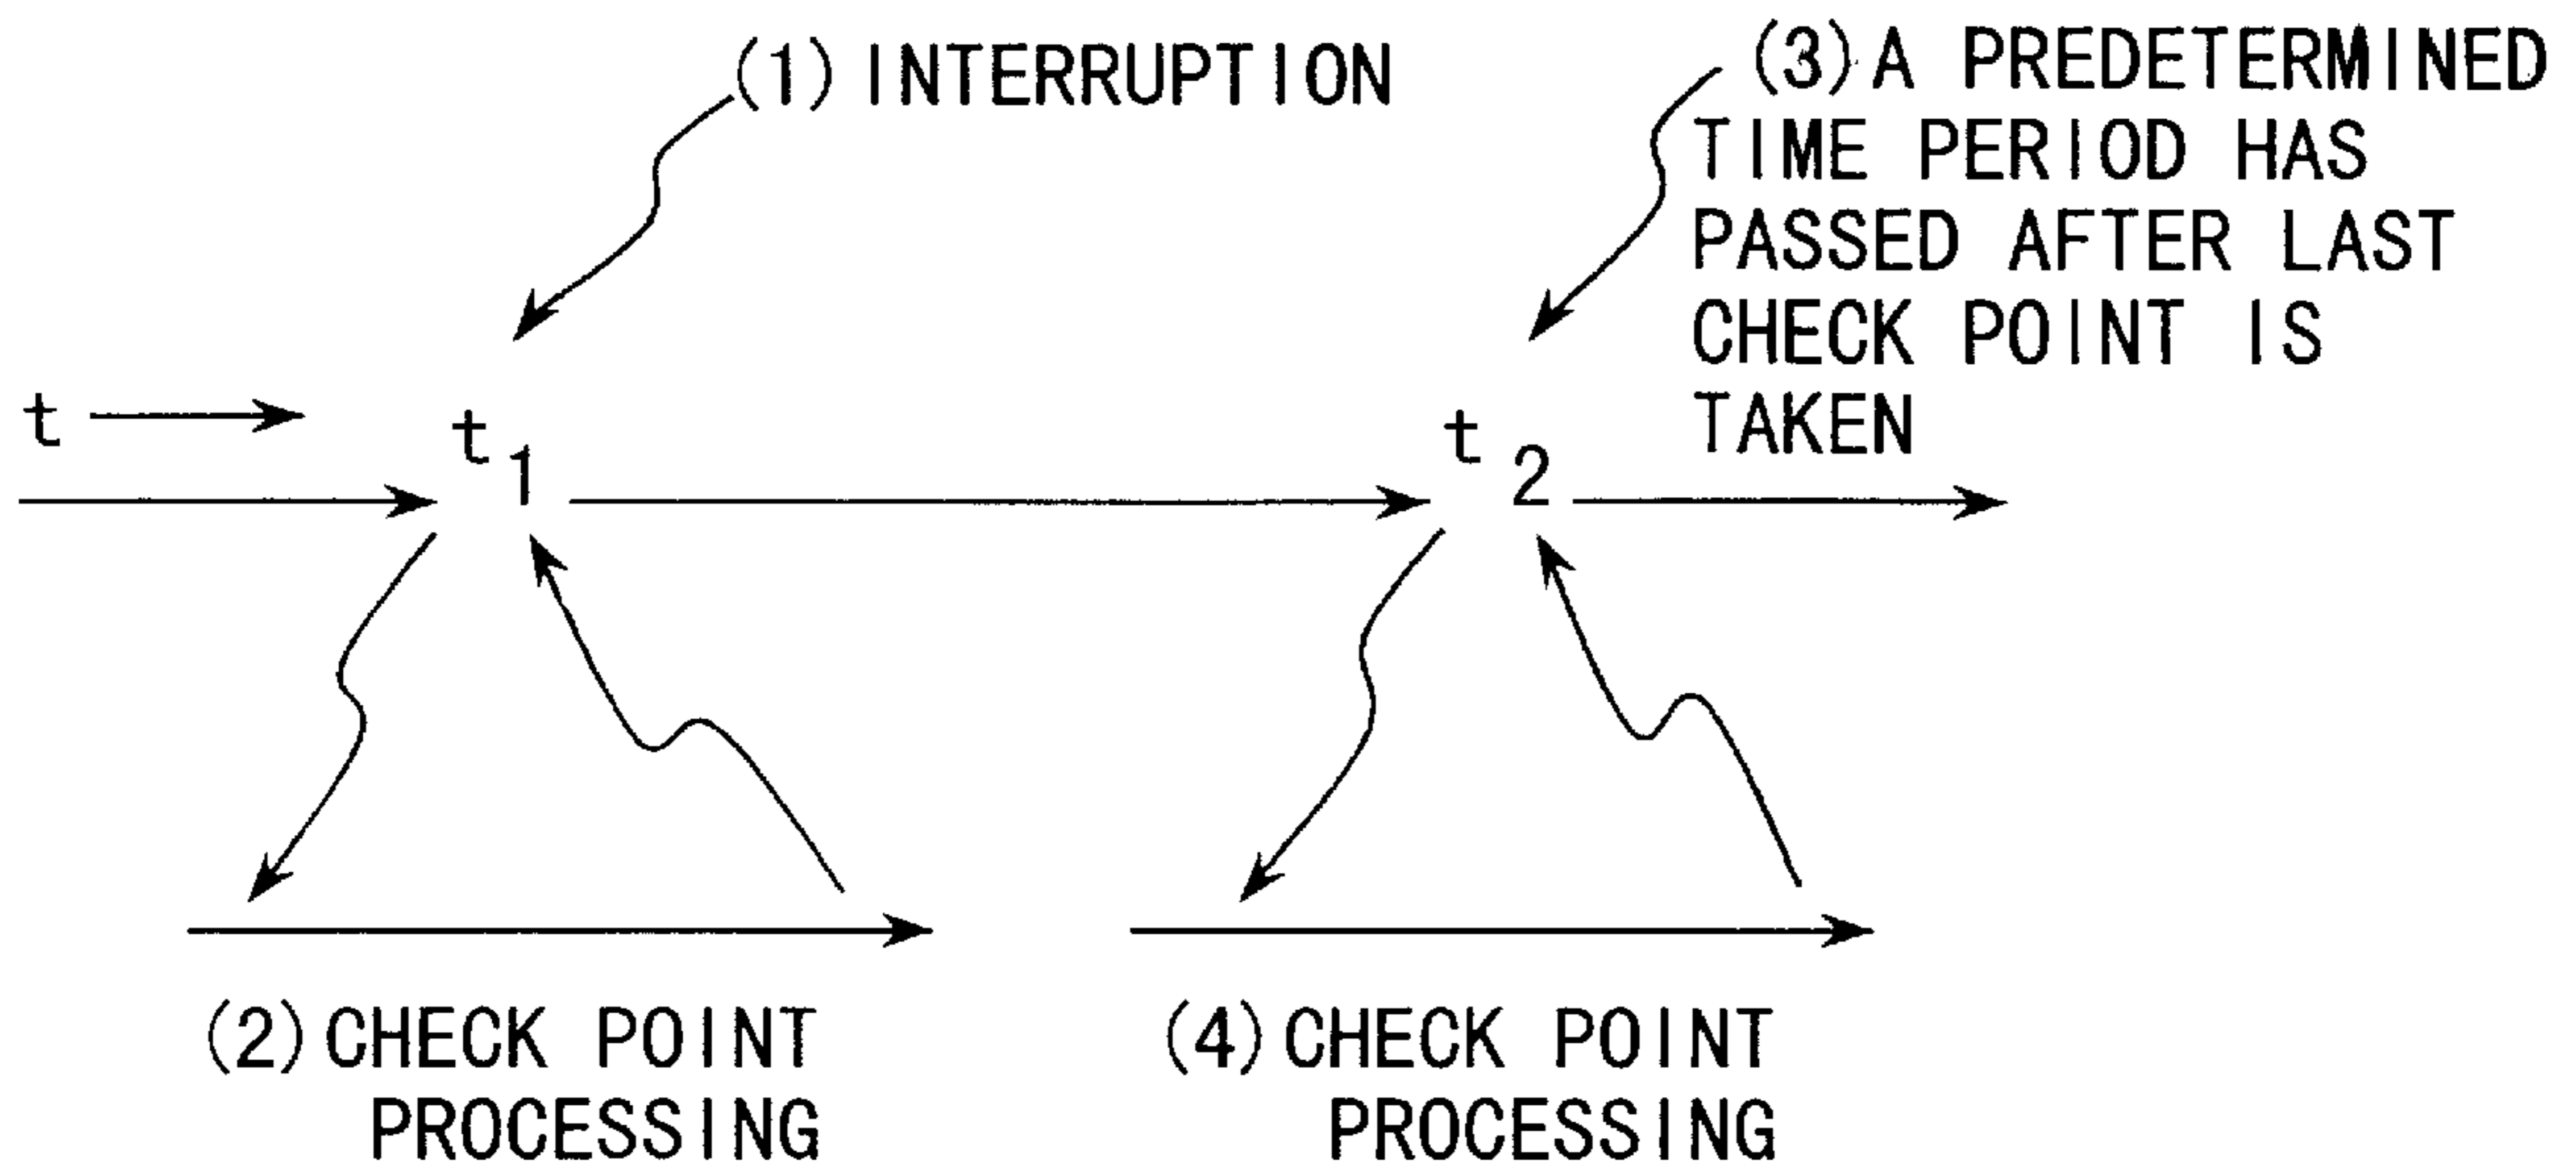 (1) INTERRUPTION
(3) A PREDETERMINED
TIME PERIOD HAS
PASSED AFTER LAST
CHECK POINT IS
TAKEN
t
t1
t2
(2) CHECK POINT
PROCESSING
(4) CHECK POINT
PROCESSING